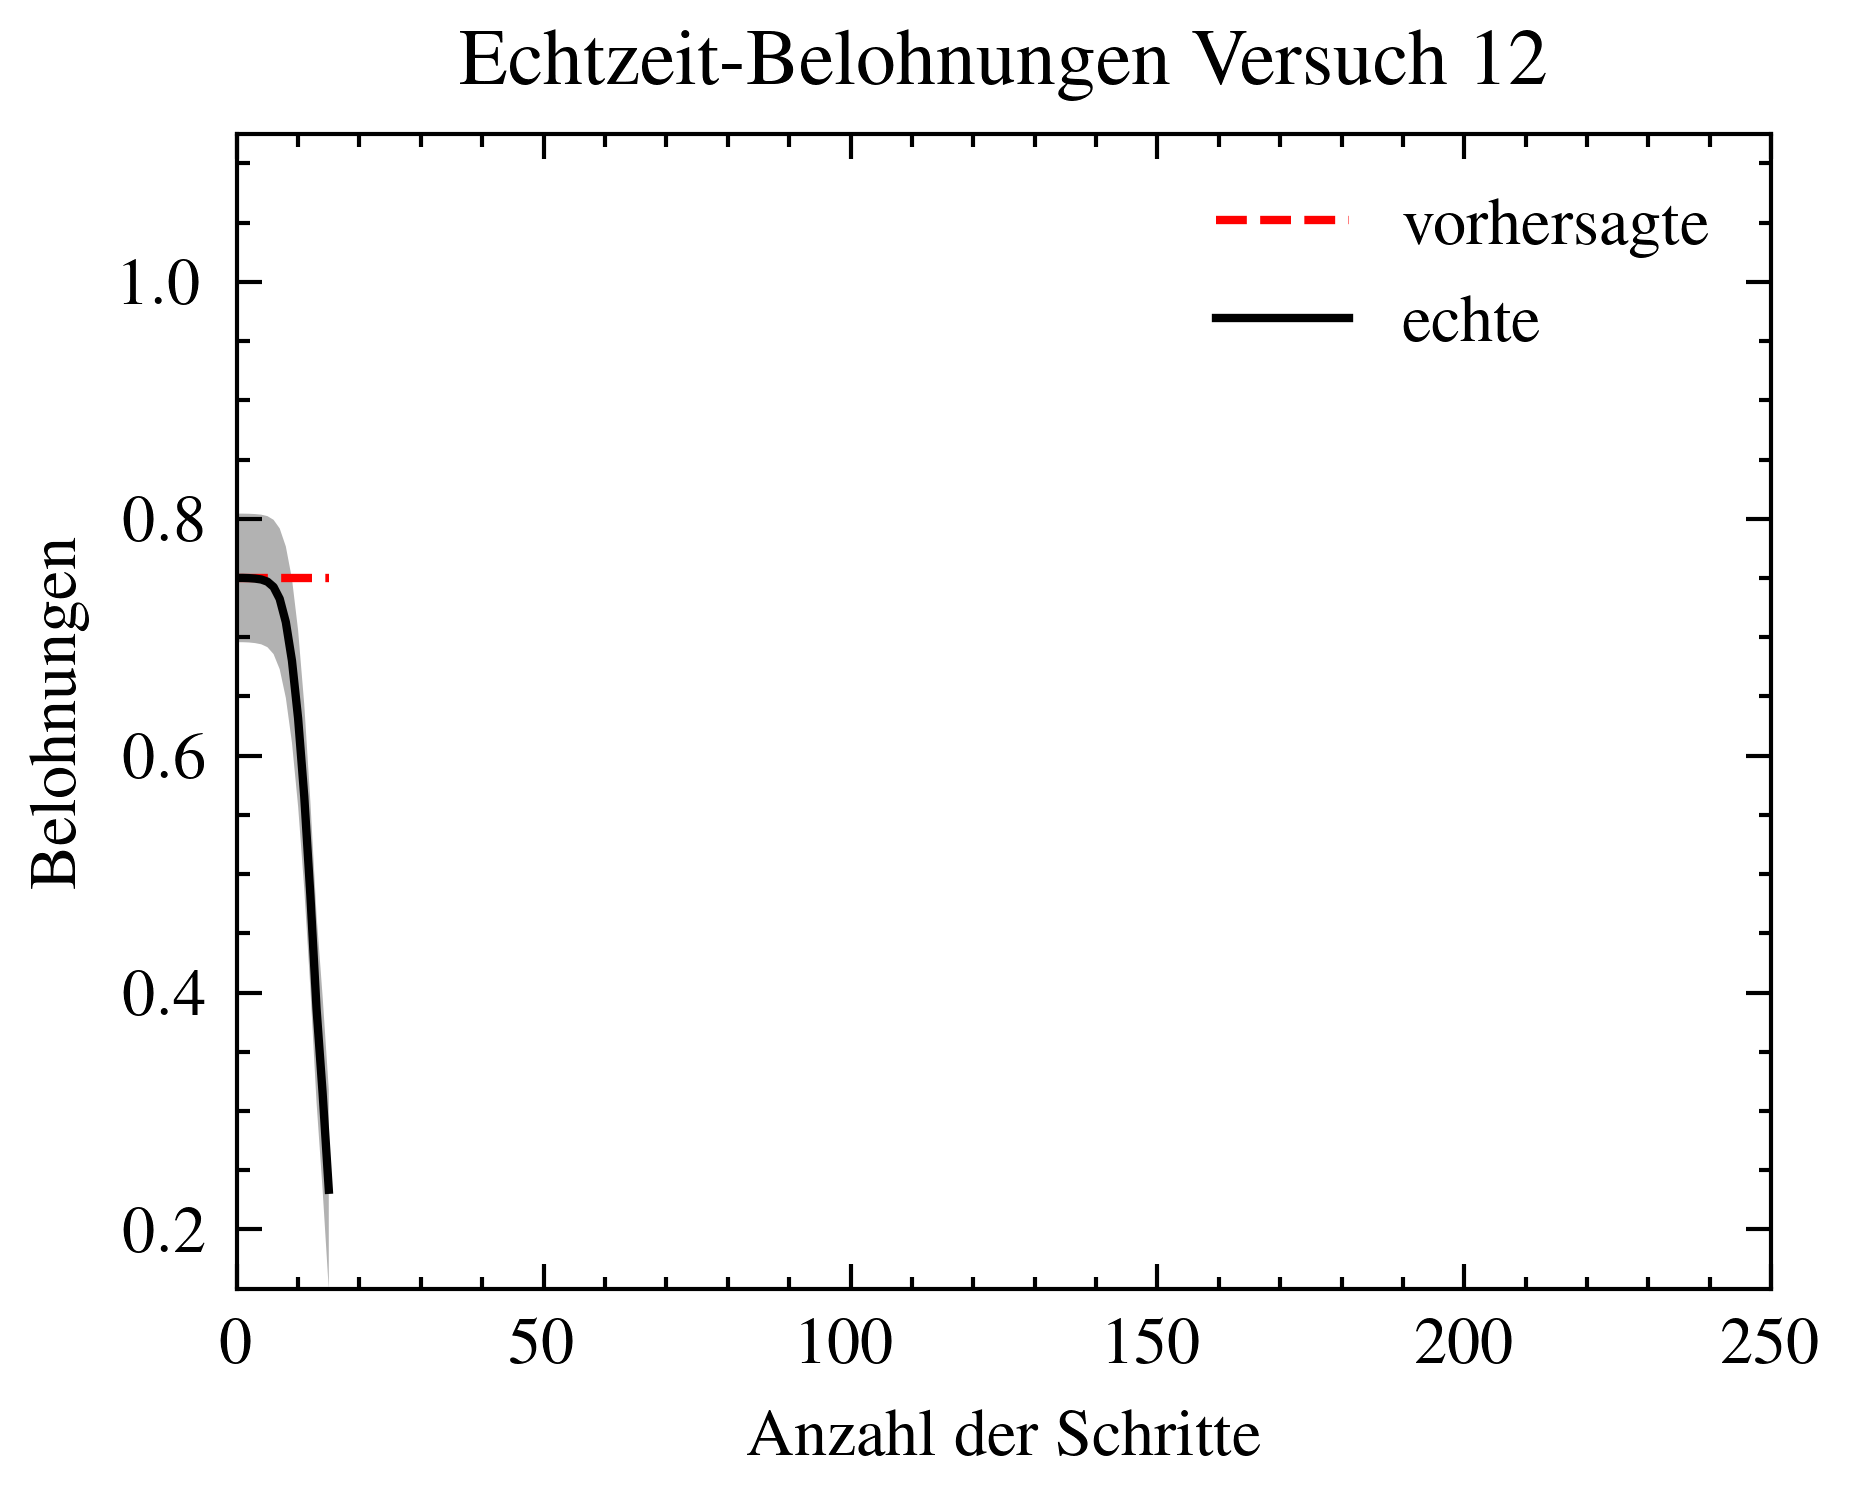 Echtzeit-Belohnungen Versuch 12
vorhersagte
echte
1.0
0.8
0.6
0.4
0.2
Belohnungen
0 50 100 150 200 250
Anzahl der Schritte